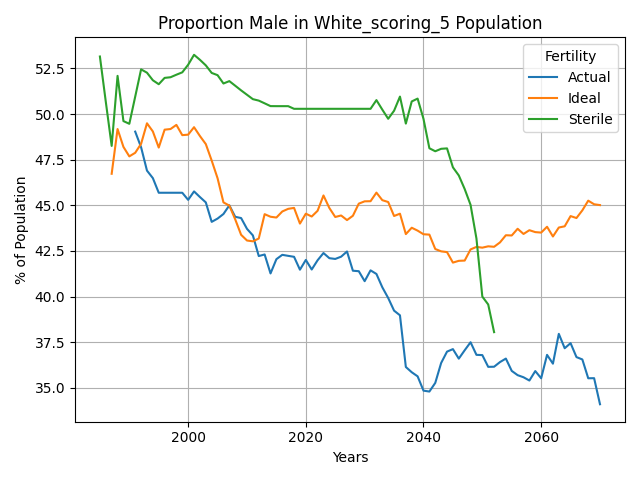 Proportion Male in White_scoring_5 Population
Fertility
Actual
Ideal
Sterile
% of Population
52.5
50.0
47.5
45.0
42.5
40.0
37.5
35.0
2000
2020
2040
2060
Years